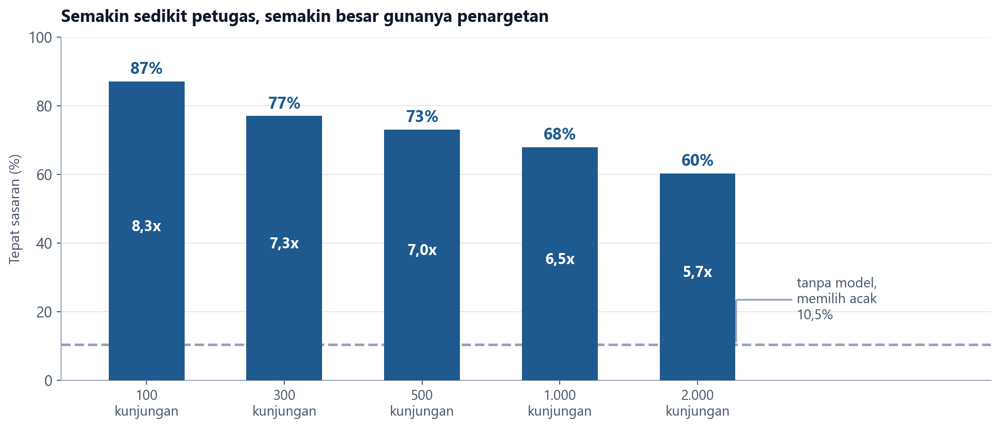 Semakin sedikit petugas, semakin besar gunanya penargetan
Tepat sasaran (%)
100
80
60
40
20
0
87%
77%
73%
68%
60%
8,3x
7,3x
7,0x
6,5x
5,7x
tanpa model,
memilih acak
10,5%
100
kunjungan
300
kunjungan
500
kunjungan
1.000
kunjungan
2.000
kunjungan